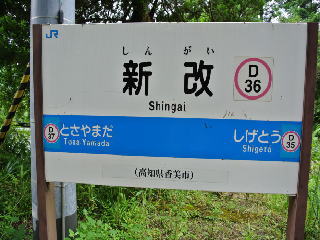 JR
しんがい
新改
D
36
Shingai
D
37
とさやまだ
Tosa Yamada
しげとう
Shigetō
D
35
(高知県香美市)